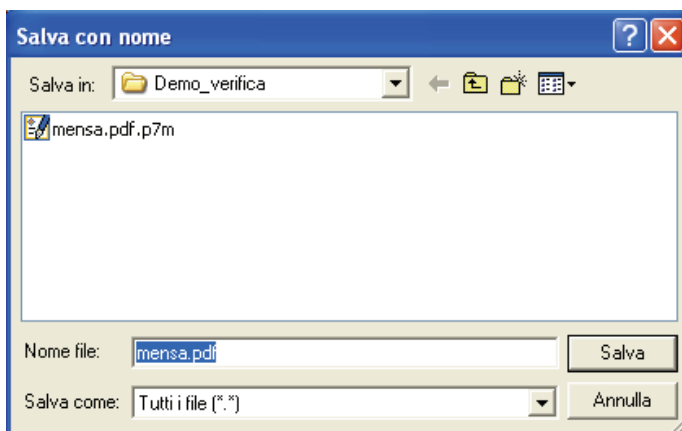 Salva con nome
Salva in: Demo_verifica
mensa.pdf.p7m
Nome file: mensa.pdf Salva
Salva come: Tutti i file (*.*) Annulla